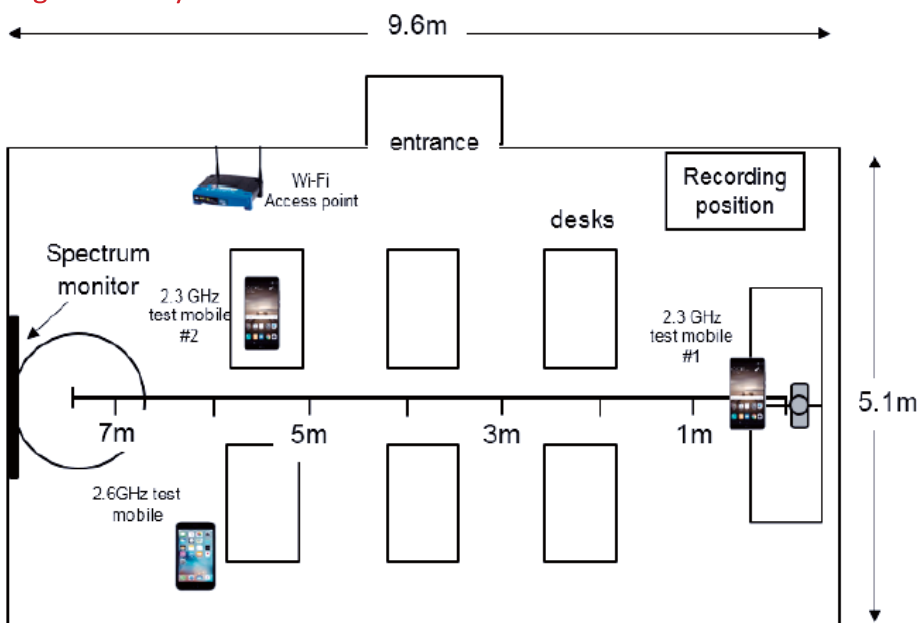 9.6m
entrance
Wi-Fi
Access point
Recording
position
desks
Spectrum
monitor
2.3 GHz
test mobile
#2
2.3 GHz
test mobile
#1
5.1m
7m
5m
3m
1m
2.6GHz test
mobile